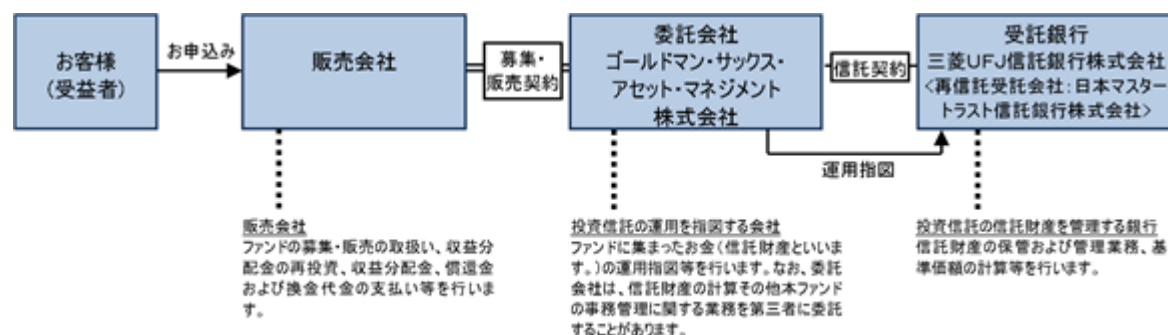 お客様
(受益者)
お申込み
販売会社
募集・
販売契約
委託会社
ゴールドマン・サックス・
アセット・マネジメント
株式会社
信託契約
受託銀行
三菱UFJ信託銀行株式会社
<再信託受託会社:日本マスター
トラスト信託銀行株式会社>
運用指図
販売会社
ファンドの募集・販売の取扱い、収益分
配金の再投資、収益分配金、償還金
および換金代金の支払い等を行いま
す。
投資信託の運用を指図する会社
ファンドに集まったお金(信託財産といいま
す。)の運用指図等を行います。なお、委託
会社は、信託財産の計算その他本ファンド
の事務管理に関する業務を第三者に委託
することがあります。
投資信託の信託財産を管理する銀行
信託財産の保管および管理業務、基
準価額の計算等を行います。